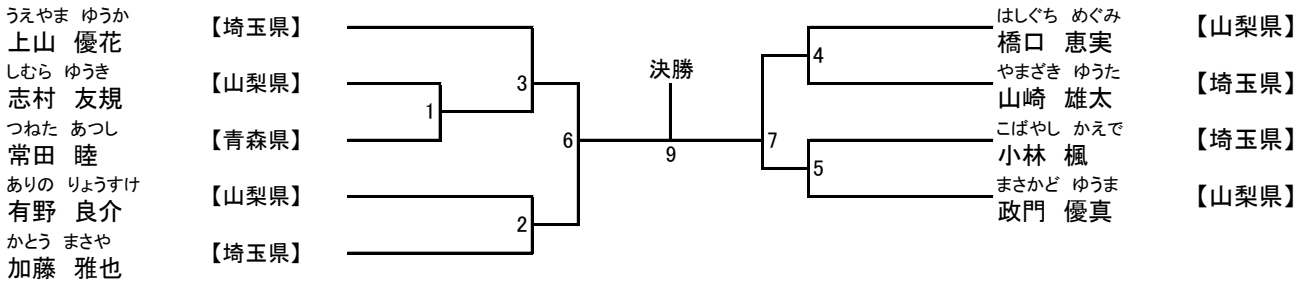 うえやま ゆうか
上山 優花 【埼玉県】
しむら ゆうき
志村 友規 【山梨県】
つねた あつし
常田 睦 【青森県】
ありの りょうすけ
有野 良介 【山梨県】
かとう まさや
加藤 雅也 【埼玉県】
1
3
2
6
決勝
9
7
4
5
はしぐち めぐみ
橋口 恵実 【山梨県】
やまざき ゆうた
山崎 雄太 【埼玉県】
こばやし かえで
小林 楓 【埼玉県】
まさかど ゆうま
政門 優真 【山梨県】